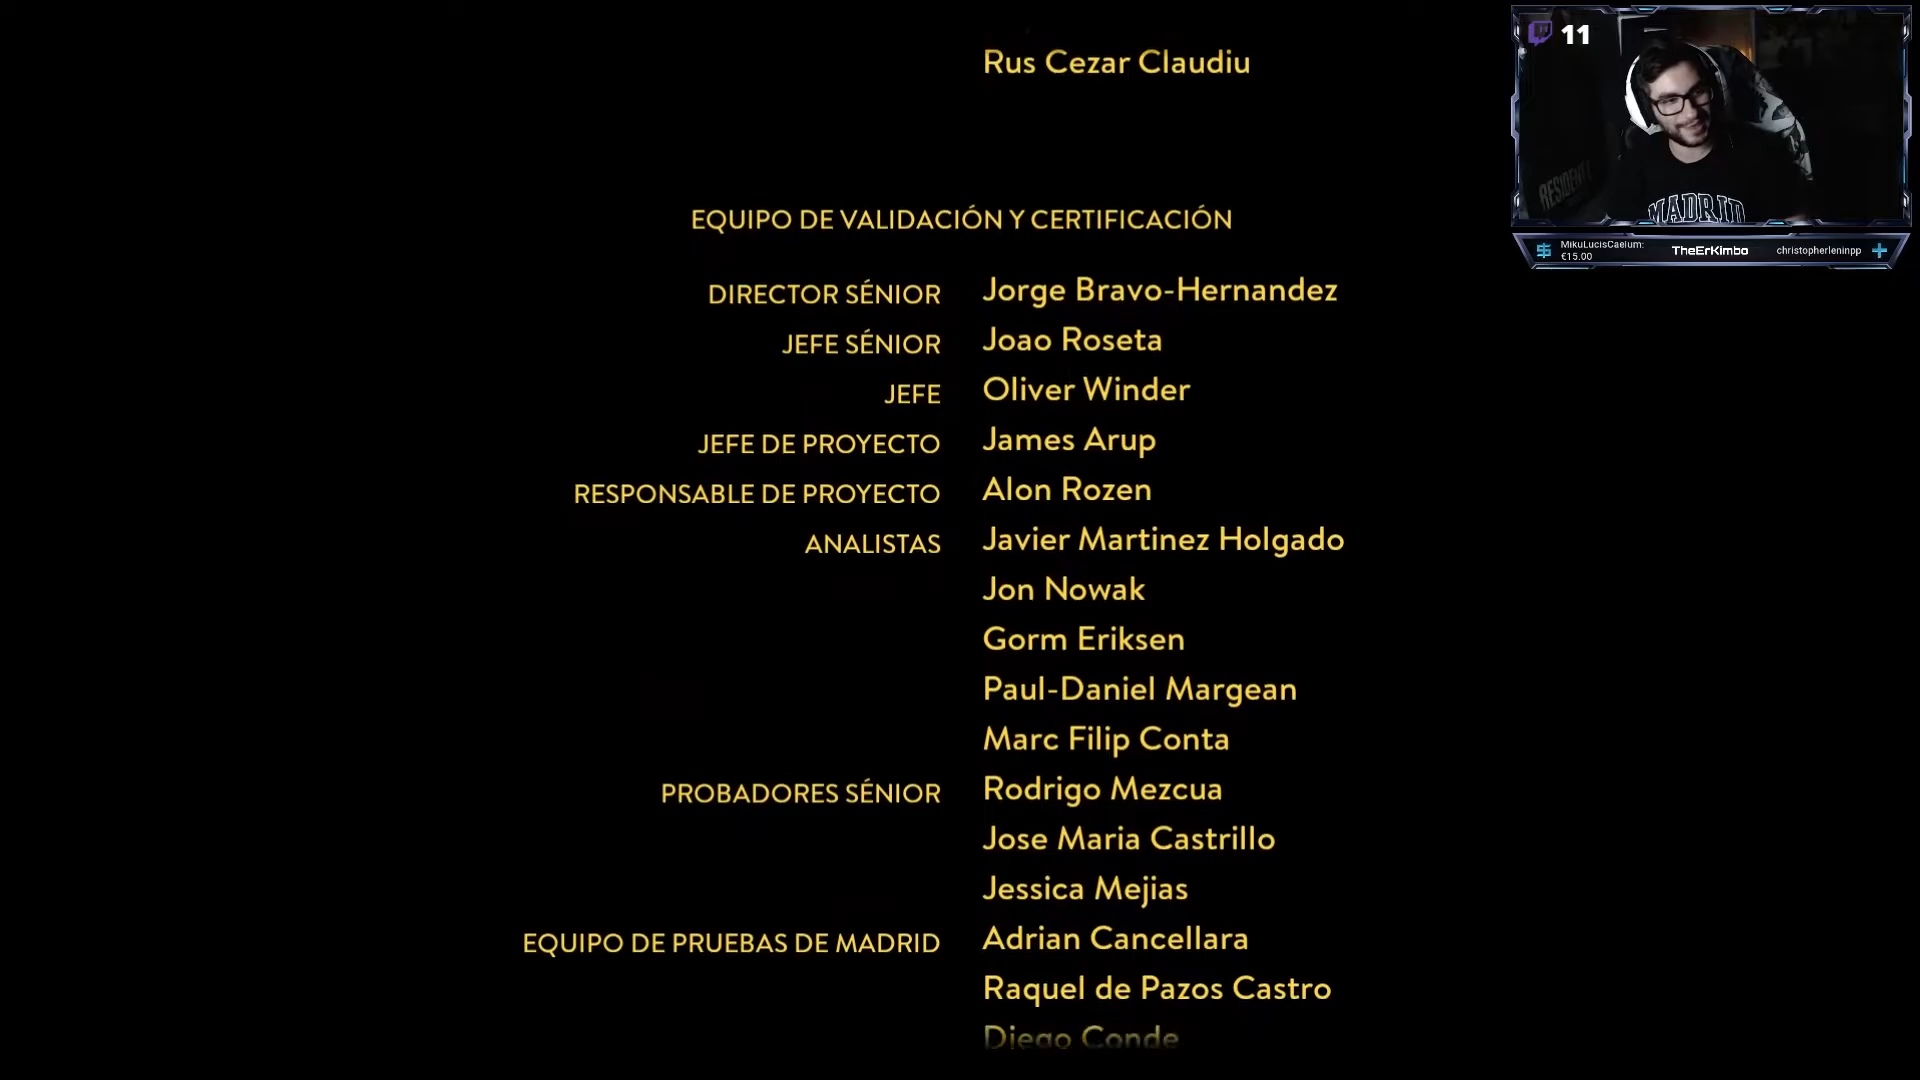 Rus Cezar Claudiu
11
EQUIPO DE VALIDACIÓN Y CERTIFICACIÓN
RESIDENT
MADRID
MikuLucisCaelum:
€15.00
TheErKimbo
christopherleninpp
DIRECTOR SÉNIOR Jorge Bravo-Hernandez
JEFE SÉNIOR Joao Roseta
JEFE Oliver Winder
JEFE DE PROYECTO James Arup
RESPONSABLE DE PROYECTO Alon Rozen
ANALISTAS Javier Martinez Holgado
Jon Nowak
Gorm Eriksen
Paul-Daniel Margean
Marc Filip Conta
PROBADORES SÉNIOR Rodrigo Mezcua
Jose Maria Castrillo
Jessica Mejias
EQUIPO DE PRUEBAS DE MADRID Adrian Cancellara
Raquel de Pazos Castro
Diego Conde